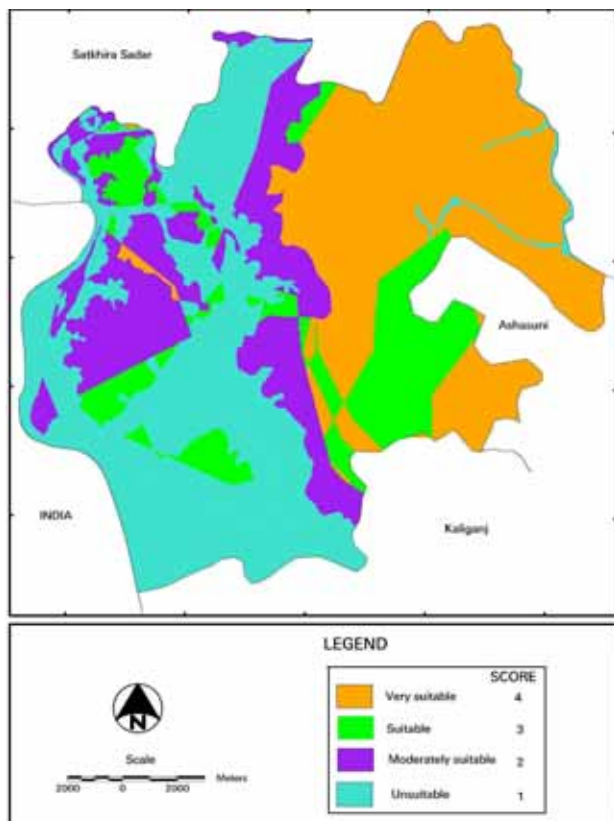 Satkhira Sadar
Ashasuni
INDIA
Kaliganj
LEGEND
SCORE
Very suitable 4
Suitable 3
Moderately suitable 2
Unsuitable 1
N
Scale
2000 0 2000 Meters